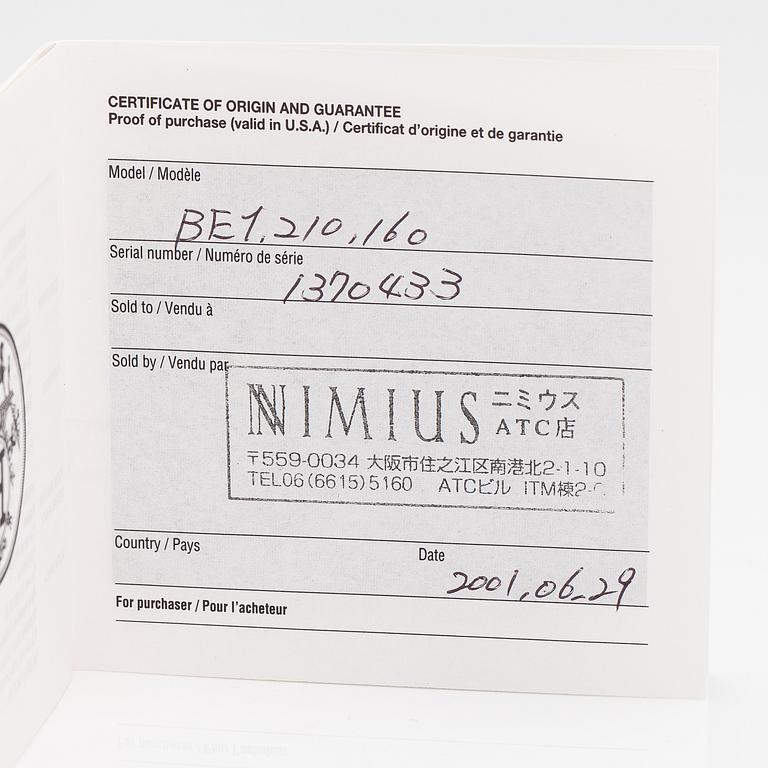 CERTIFICATE OF ORIGIN AND GUARANTEE
Proof of purchase (valid in U.S.A.) / Certificat d'origine et de garantie
Model / Modèle
BE1.210.160
Serial number / Numéro de série
1370433
Sold to / Vendu à
Sold by / Vendu par
NIMIUS ニミウス
ATC店
〒559-0034 大阪市住之江区南港北2-1-10
TEL06(6615)5160 ATCビル ITM棟2-
Country / Pays Date
2001.06.29
For purchaser / Pour l'acheteur